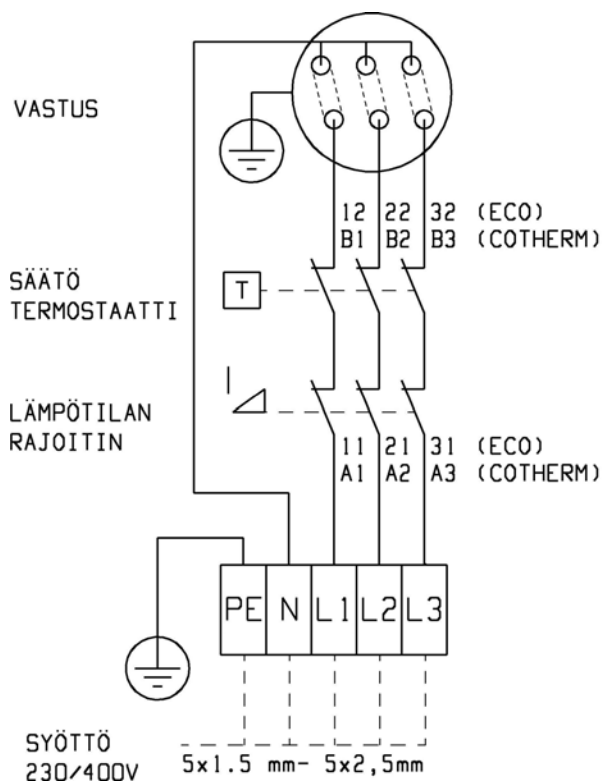 VASTUS
12 22 32 (ECO)
B1 B2 B3 (COTHERM)
SÄÄTÖ
TERMOSTAATTI
T
LÄMPÖTILAN
RAJOITIN
11 21 31 (ECO)
A1 A2 A3 (COTHERM)
PE N L1 L2 L3
SYÖTTÖ
230/400V
5x1.5 mm- 5x2,5mm